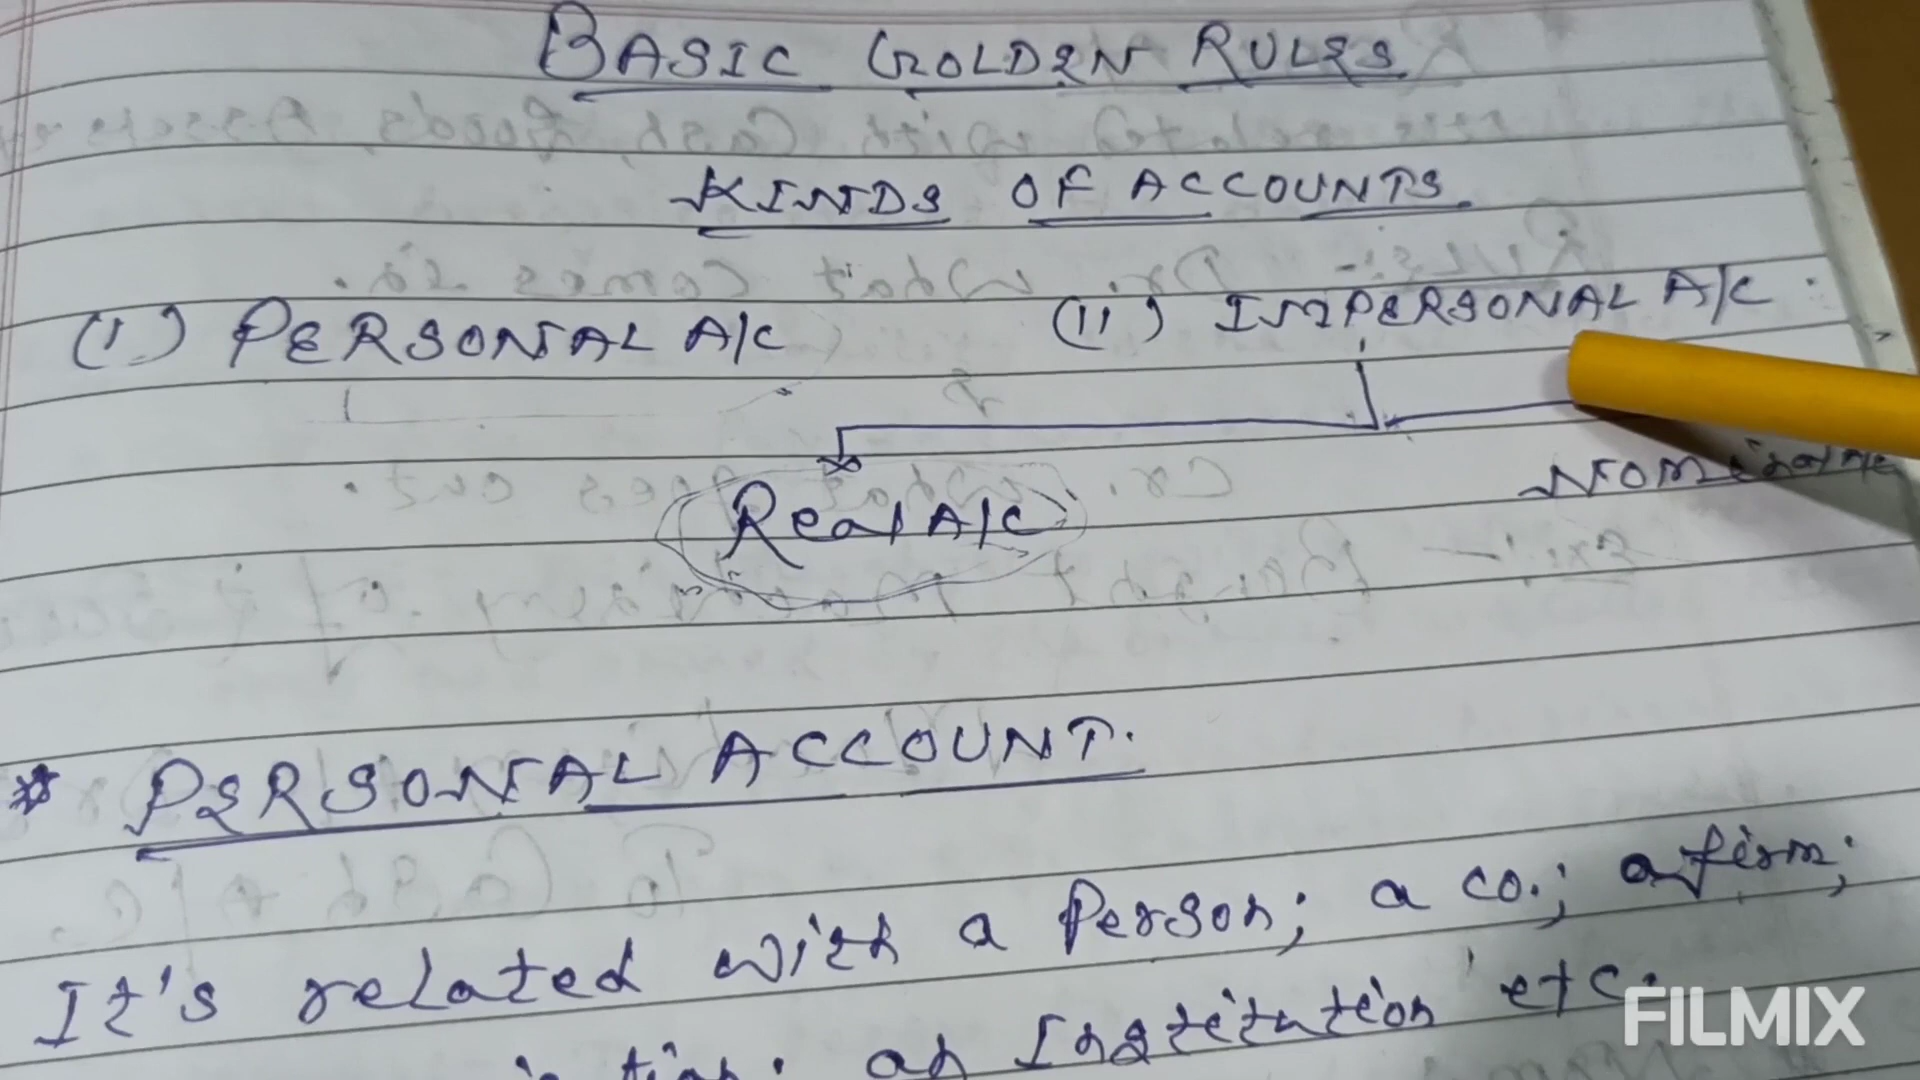 BASIC GOLDEN RULES
KINDS OF ACCOUNTS
(I) PERSONAL A/C (II) IMPERSONAL A/C
Real A/C Nominal A/c
* PERSONAL ACCOUNT.
It's related with a Person; a co.; a firm;
an Institution etc.
FILMIX